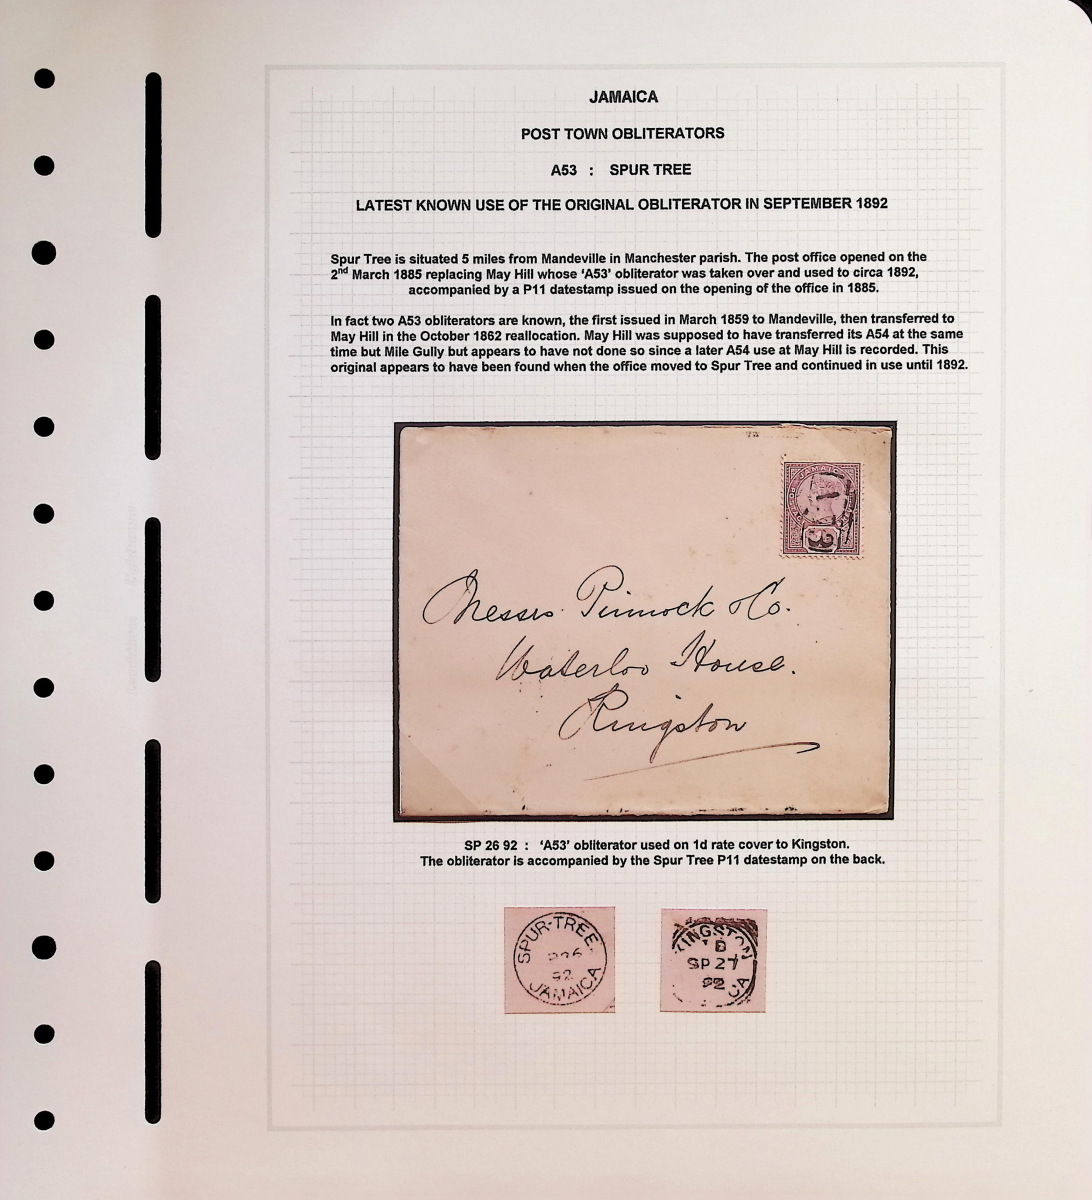 JAMAICA
POST TOWN OBLITERATORS
A53 : SPUR TREE
LATEST KNOWN USE OF THE ORIGINAL OBLITERATOR IN SEPTEMBER 1892
Spur Tree is situated 5 miles from Mandeville in Manchester parish. The post office opened on the
2nd March 1885 replacing May Hill whose 'A53' obliterator was taken over and used to circa 1892,
accompanied by a P11 datestamp issued on the opening of the office in 1885.
In fact two A53 obliterators are known, the first issued in March 1859 to Mandeville, then transferred to
May Hill in the October 1862 reallocation. May Hill was supposed to have transferred its A54 at the same
time but Mile Gully but appears to have not done so since a later A54 use at May Hill is recorded. This
original appears to have been found when the office moved to Spur Tree and continued in use until 1892.
JAMAICA
Messrs. Pinnock & Co.
Waterloo House.
Kingston
SP 26 92 : 'A53' obliterator used on 1d rate cover to Kingston.
The obliterator is accompanied by the Spur Tree P11 datestamp on the back.
SPUR-TREE
92
JAMAICA
KINGSTON
D
SP 27
92
JA